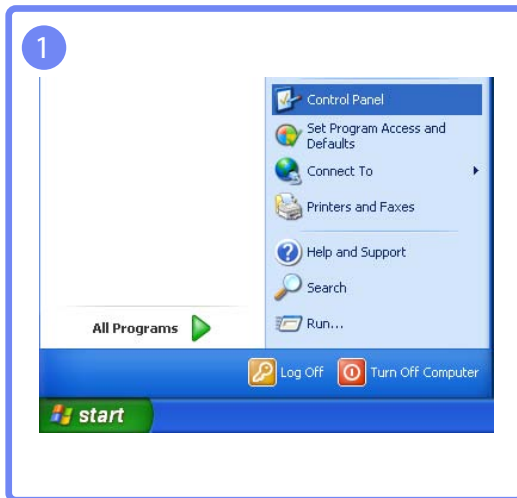 1
Control Panel
Set Program Access and
Defaults
Connect To
Printers and Faxes
Help and Support
Search
All Programs
Run...
Log Off
Turn Off Computer
start